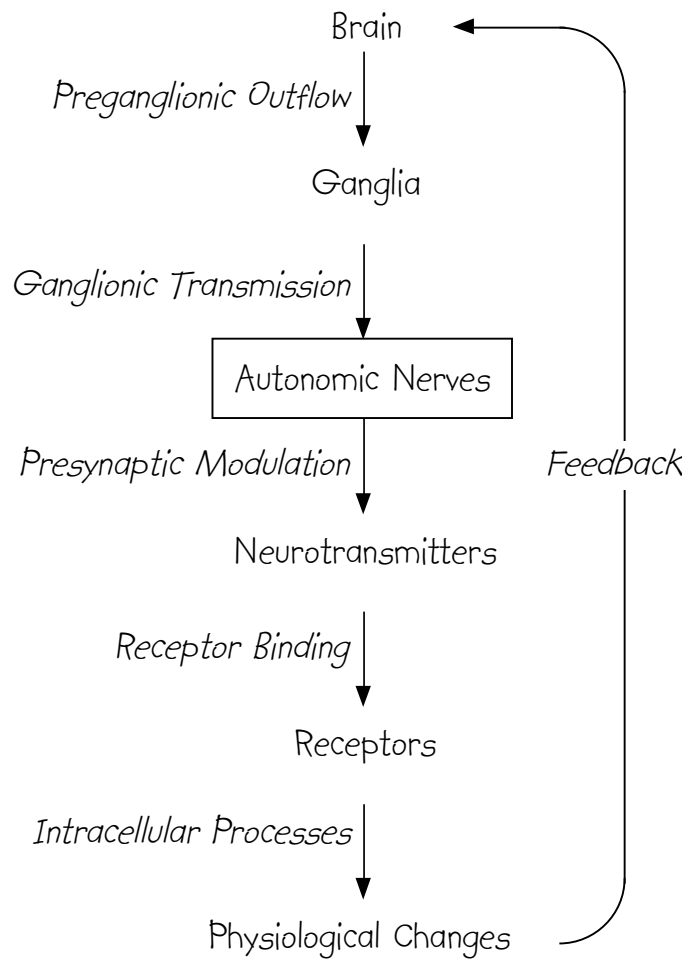 Brain
Preganglionic Outflow
Ganglia
Ganglionic Transmission
Autonomic Nerves
Presynaptic Modulation
Feedback
Neurotransmitters
Receptor Binding
Receptors
Intracellular Processes
Physiological Changes